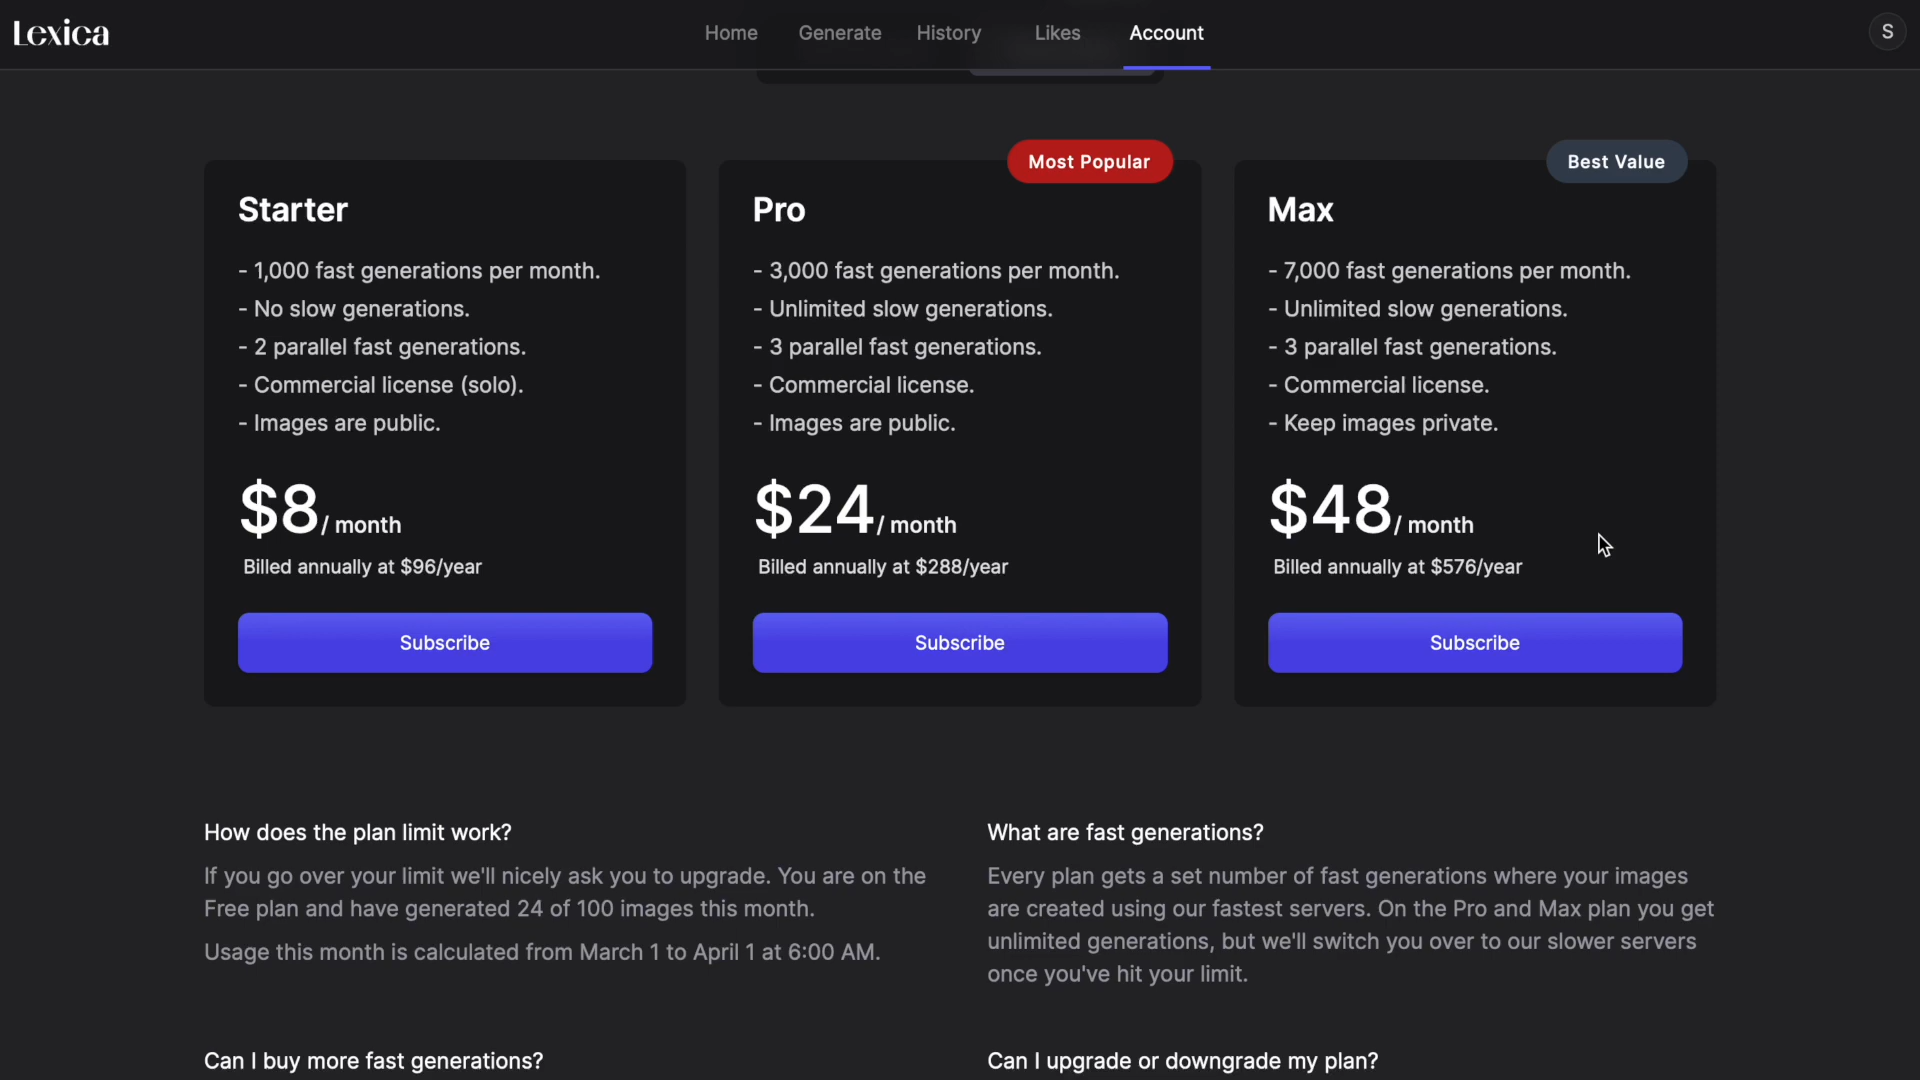 Lexica
Home
Generate
History
Likes
Account
S
Most Popular
Best Value
Starter
- 1,000 fast generations per month.
- No slow generations.
- 2 parallel fast generations.
- Commercial license (solo).
- Images are public.
$8/ month
Billed annually at $96/year
Subscribe
Pro
- 3,000 fast generations per month.
- Unlimited slow generations.
- 3 parallel fast generations.
- Commercial license.
- Images are public.
$24/ month
Billed annually at $288/year
Subscribe
Max
- 7,000 fast generations per month.
- Unlimited slow generations.
- 3 parallel fast generations.
- Commercial license.
- Keep images private.
$48/ month
Billed annually at $576/year
Subscribe
How does the plan limit work?
If you go over your limit we'll nicely ask you to upgrade. You are on the
Free plan and have generated 24 of 100 images this month.
Usage this month is calculated from March 1 to April 1 at 6:00 AM.
What are fast generations?
Every plan gets a set number of fast generations where your images
are created using our fastest servers. On the Pro and Max plan you get
unlimited generations, but we'll switch you over to our slower servers
once you've hit your limit.
Can I buy more fast generations?
Can I upgrade or downgrade my plan?